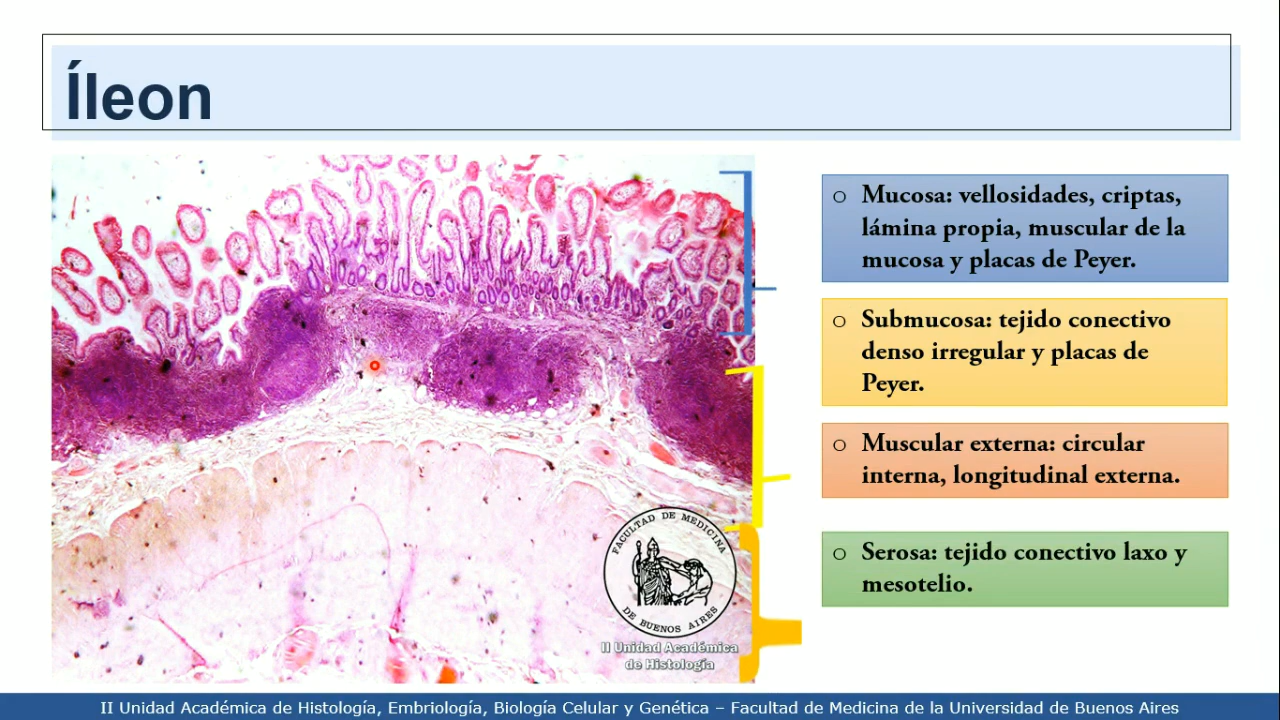 Íleon
o Mucosa: vellosidades, criptas,
lámina propia, muscular de la
mucosa y placas de Peyer.
o Submucosa: tejido conectivo
denso irregular y placas de
Peyer.
o Muscular externa: circular
interna, longitudinal externa.
o Serosa: tejido conectivo laxo y
mesotelio.
FACULTAD DE MEDICINA
DE BUENOS AIRES
II Unidad Académica
de Histología
II Unidad Académica de Histología, Embriología, Biología Celular y Genética – Facultad de Medicina de la Universidad de Buenos Aires